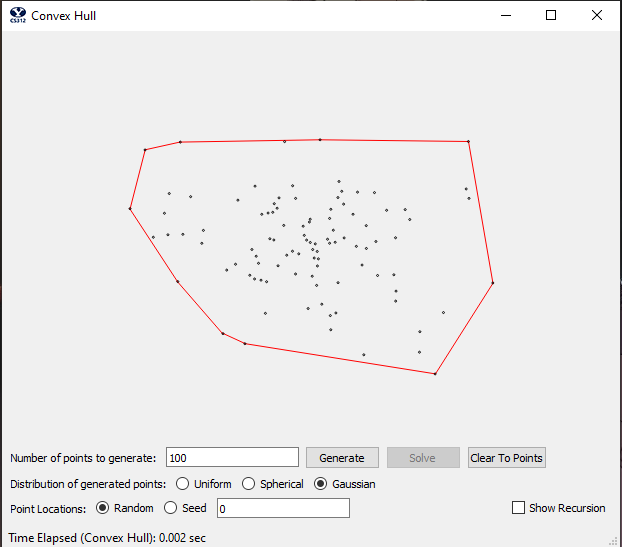 CS312 Convex Hull
Number of points to generate: 100 Generate Solve Clear To Points
Distribution of generated points: Uniform Spherical Gaussian
Point Locations: Random Seed 0 Show Recursion
Time Elapsed (Convex Hull): 0.002 sec